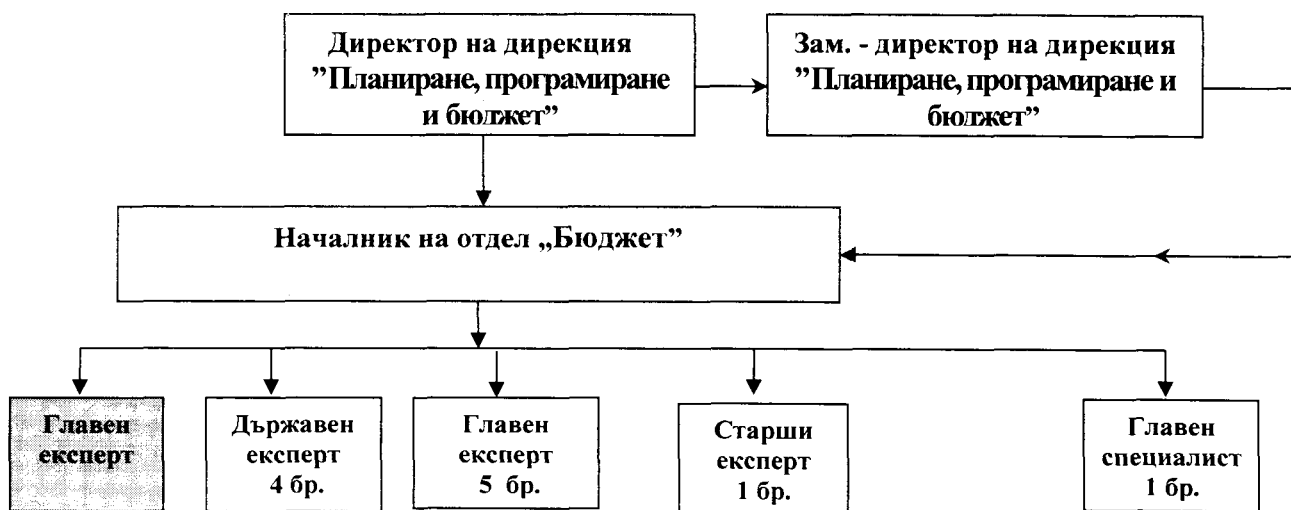 Директор на дирекция
”Планиране, програмиране
и бюджет”
Зам. - директор на дирекция
”Планиране, програмиране и
бюджет”
Началник на отдел „Бюджет”
Главен
експерт
Държавен
експерт
4 бр.
Главен
експерт
5 бр.
Старши
експерт
1 бр.
Главен
специалист
1 бр.